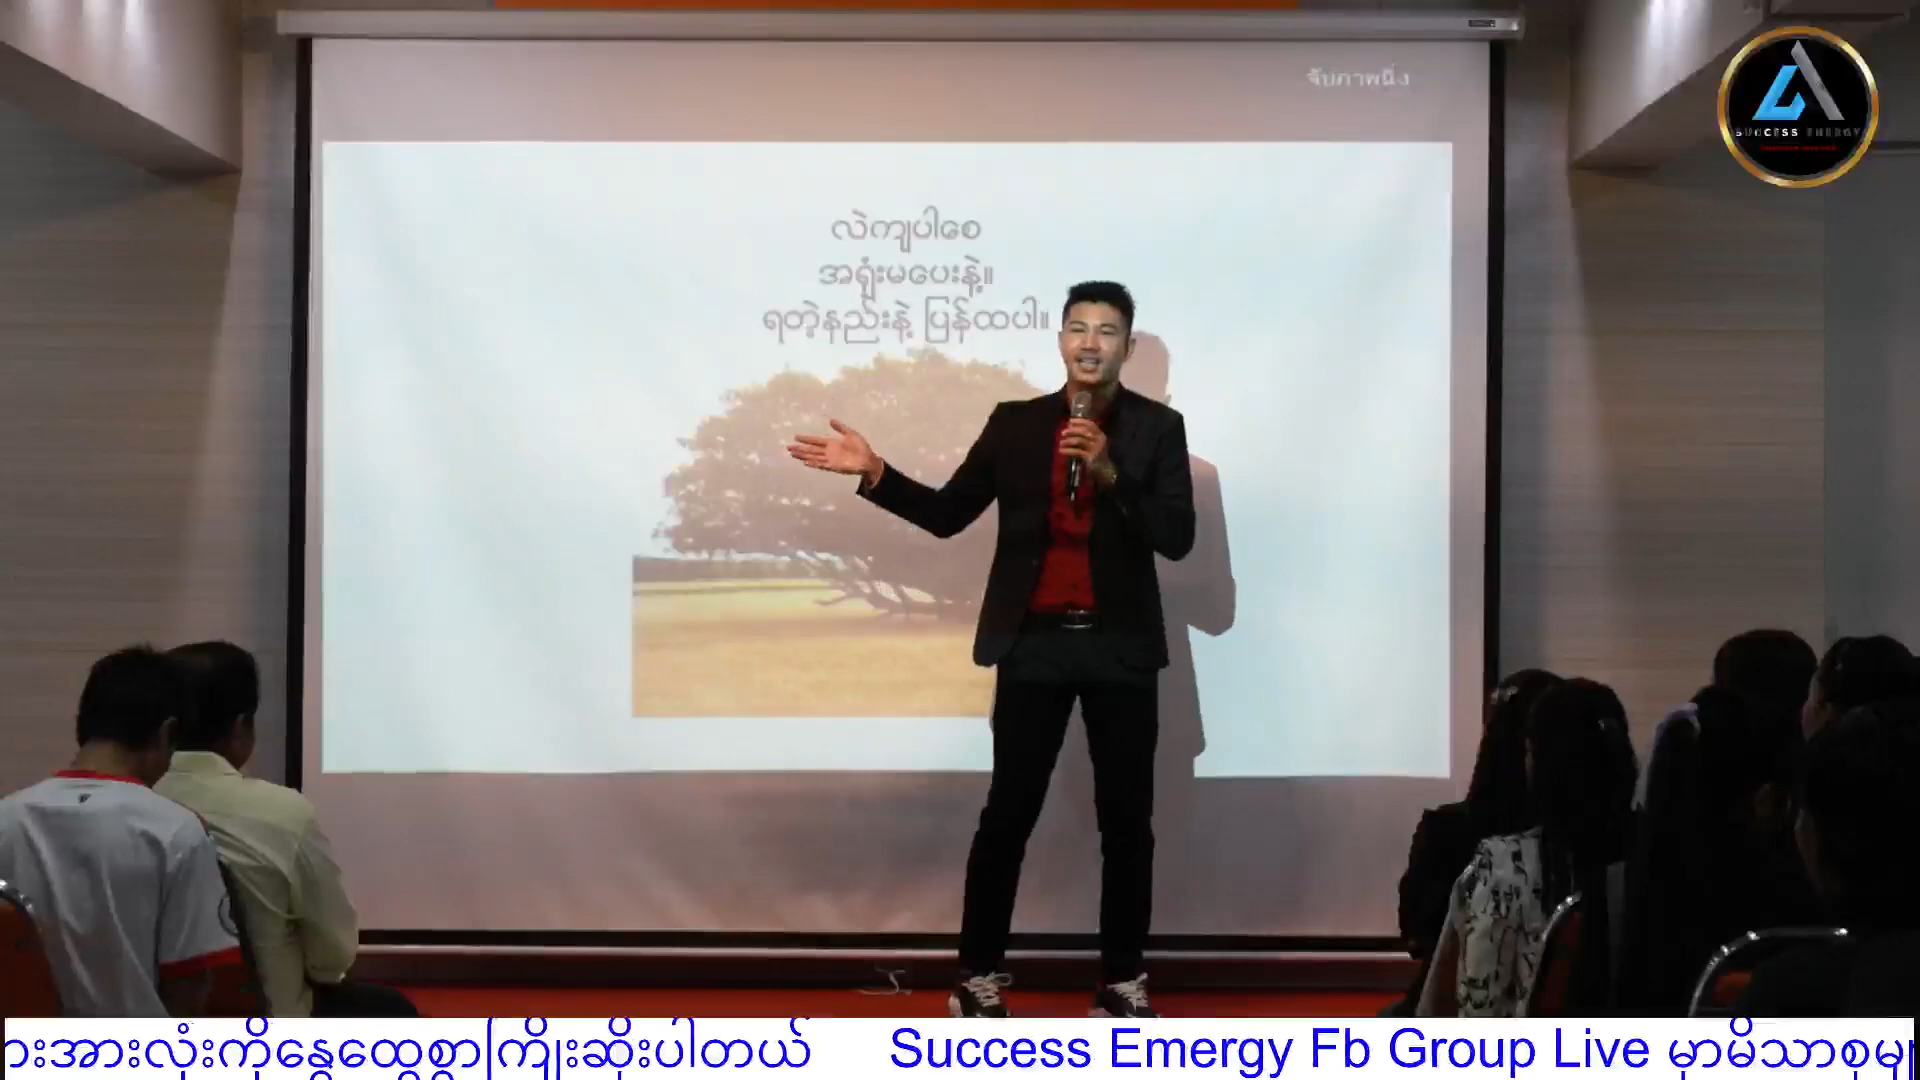 จับภาพนิ่ง
SUCCESS ENERGY
လဲကျပါစေ
အရှုံးမပေးနဲ့။
ရတဲ့နည်းနဲ့ ပြန်ထပါ။
ားအားလုံးကိုနွေထွေစွာကြိုးဆိုးပါတယ် Success Emergy Fb Group Live မှာမိသာစုမျ